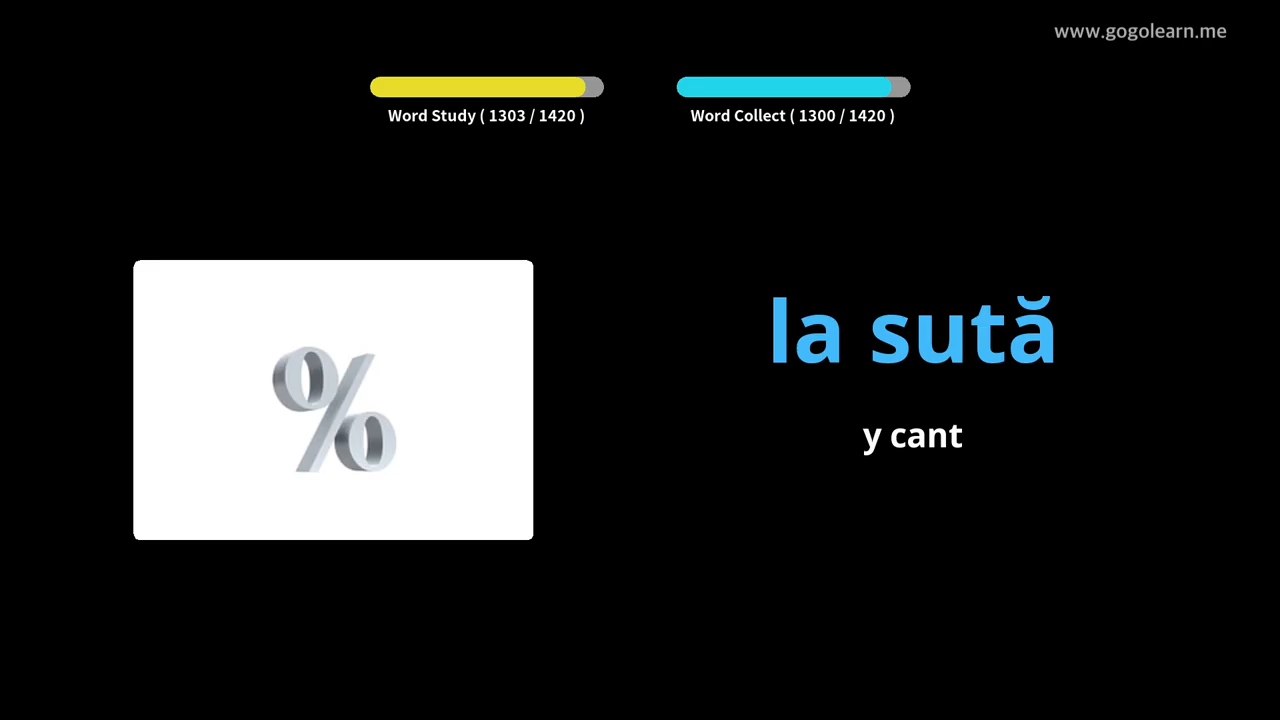 www.gogolearn.me
Word Study ( 1303 / 1420 )
Word Collect ( 1300 / 1420 )
%
la sută
y cant